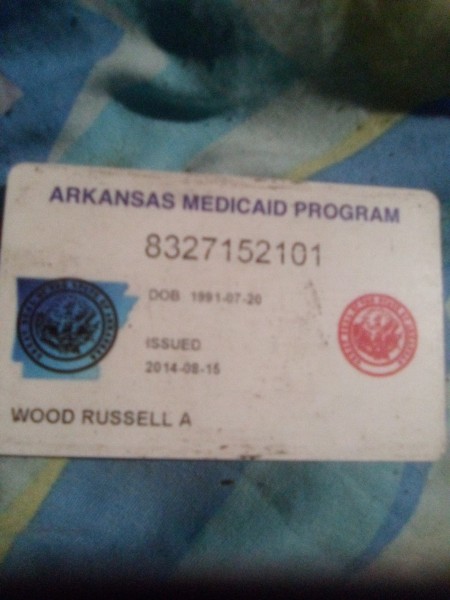 ARKANSAS MEDICAID PROGRAM
8327152101
DOB 1991-07-20
ISSUED
2014-08-15
WOOD RUSSELL A